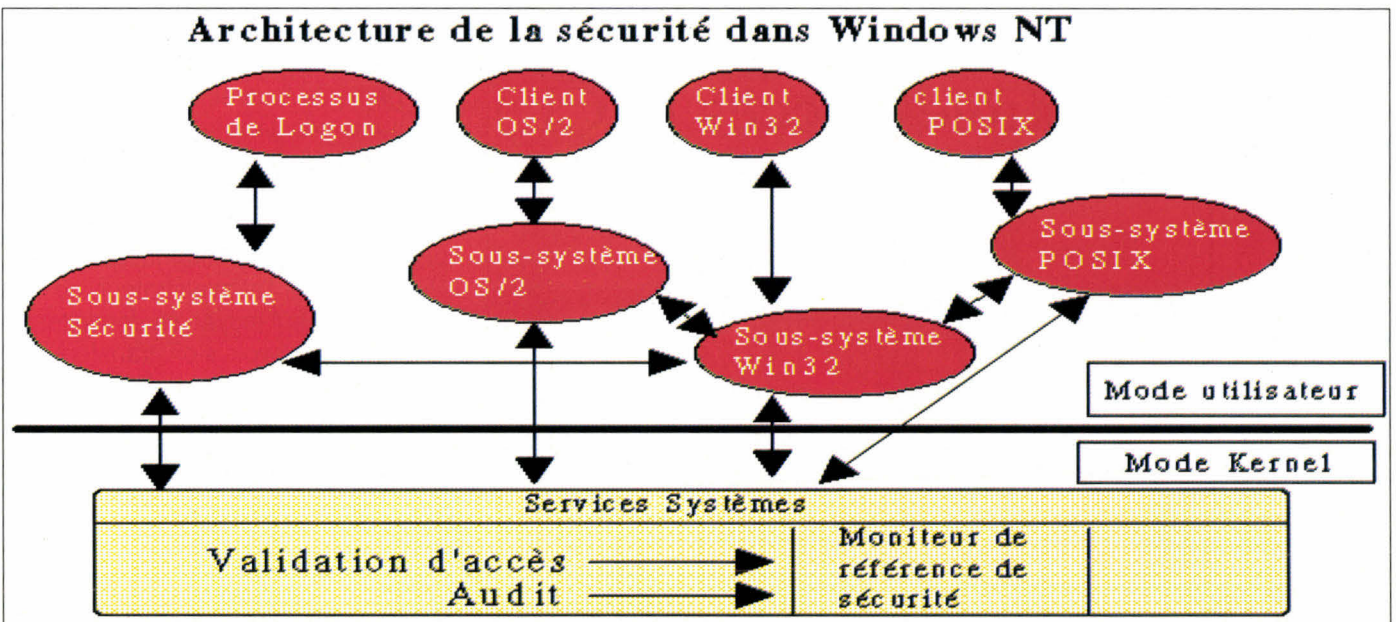 Architecture de la sécurité dans Windows NT
Processus
de Logon
Client
OS/2
Client
Win32
client
POSIX
Sous-système
Sécurité
Sous-système
OS/2
Sous-système
Win32
Sous-système
POSIX
Mode utilisateur
Mode Kernel
Services Systèmes
Validation d'accès
Audit
Moniteur de
référence de
sécurité